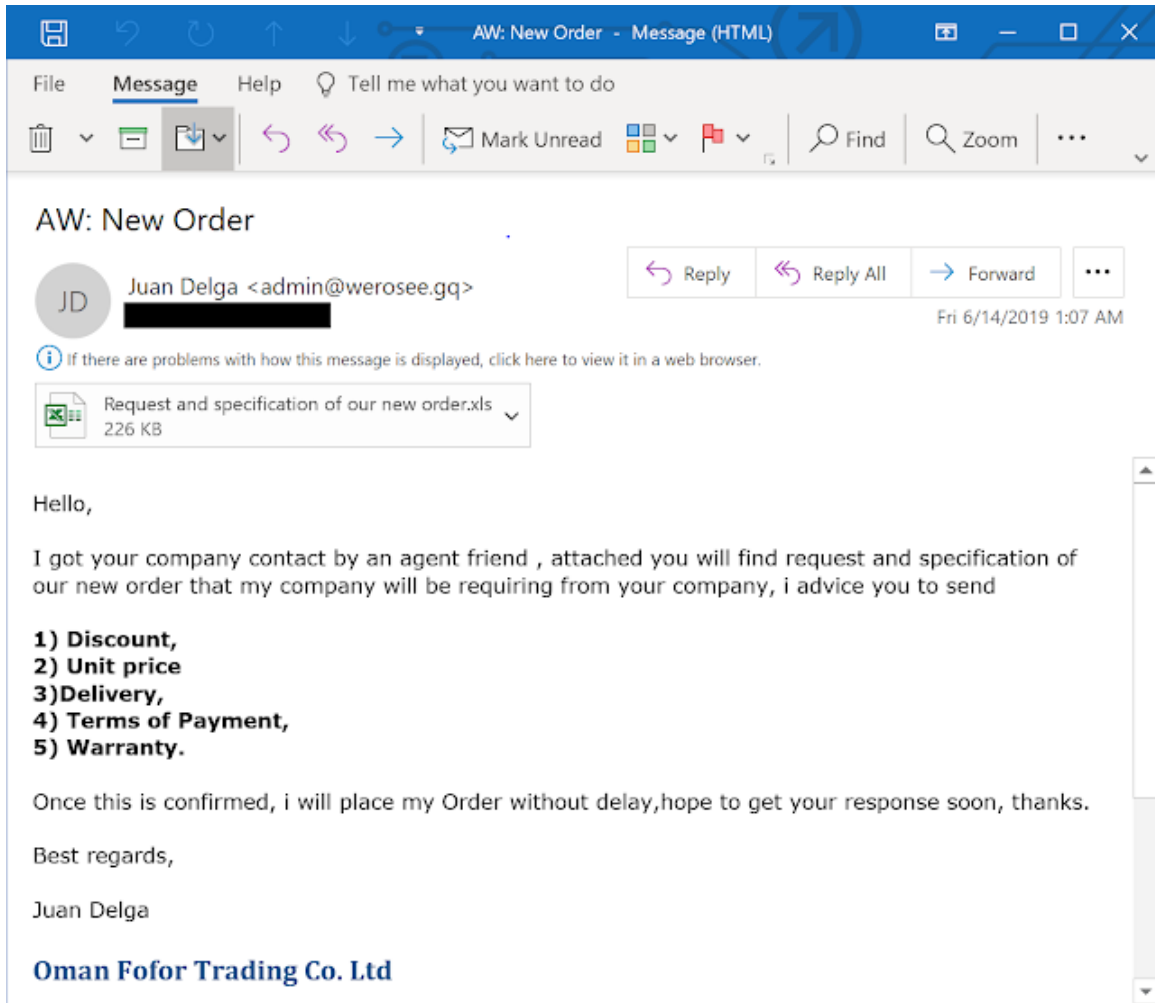 AW: New Order - Message (HTML)
File Message Help Tell me what you want to do
Mark Unread Find Zoom
AW: New Order
Reply Reply All Forward
JD
Juan Delga <admin@werosee.gq>
Fri 6/14/2019 1:07 AM
If there are problems with how this message is displayed, click here to view it in a web browser.
Request and specification of our new order.xls
226 KB
Hello,
I got your company contact by an agent friend , attached you will find request and specification of
our new order that my company will be requiring from your company, i advice you to send
1) Discount,
2) Unit price
3)Delivery,
4) Terms of Payment,
5) Warranty.
Once this is confirmed, i will place my Order without delay,hope to get your response soon, thanks.
Best regards,
Juan Delga
Oman Fofor Trading Co. Ltd